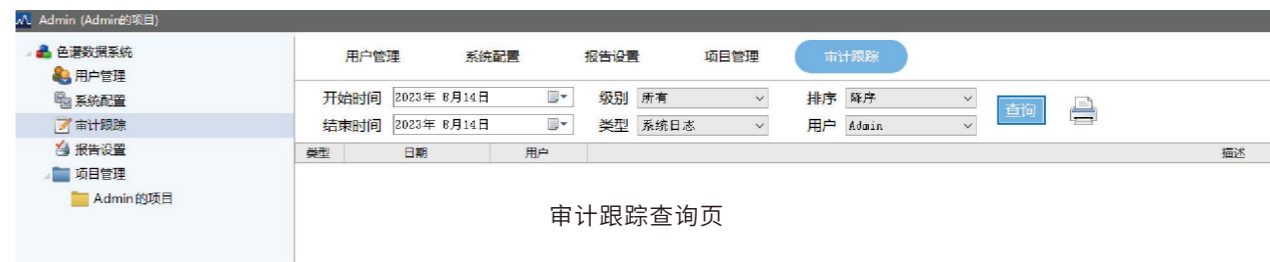 Admin (Admin的项目)
色谱数据系统
用户管理
系统配置
审计跟踪
报告设置
项目管理
Admin的项目
用户管理 系统配置 报告设置 项目管理 审计跟踪
开始时间 2023年 8月14日 级别 所有 排序 降序 查询
结束时间 2023年 8月14日 类型 系统日志 用户 Admin
类型 日期 用户 描述
审计跟踪查询页